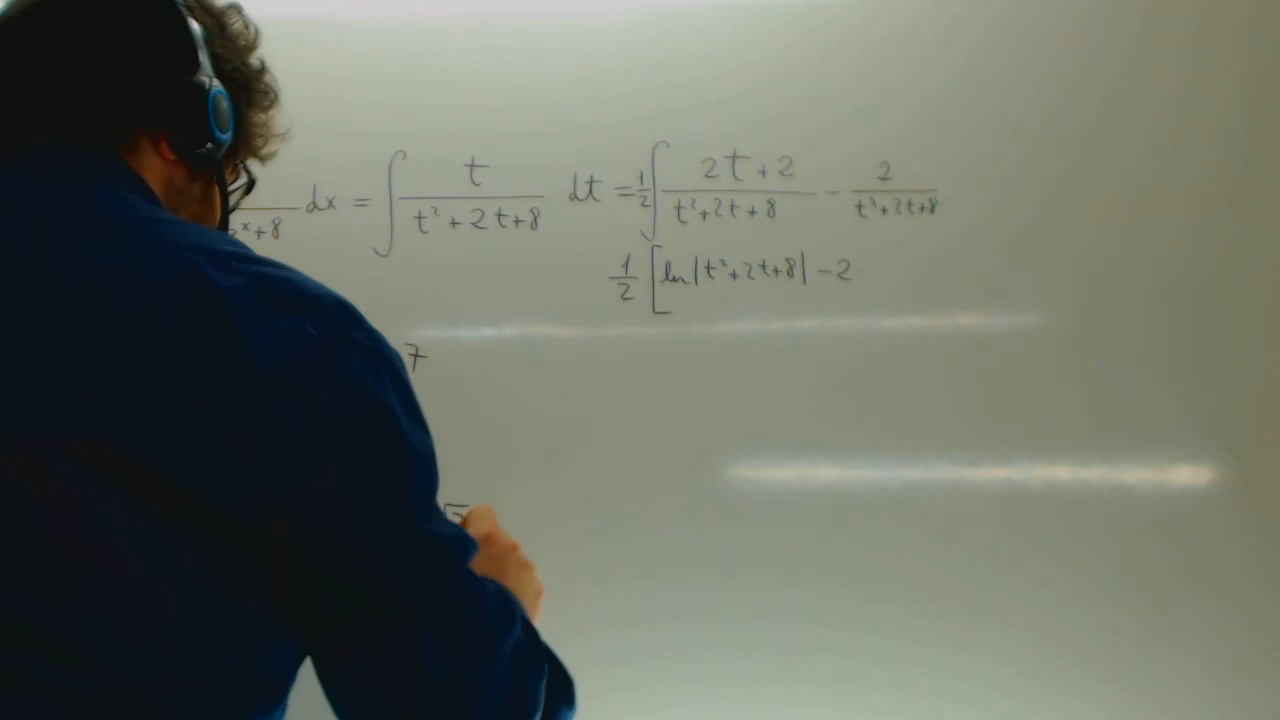 x+8 dx = ∫ t / (t²+2t+8) dt = 1/2 ∫ (2t+2) / (t²+2t+8) - 2 / (t²+2t+8)
1/2 [ln|t²+2t+8| - 2
7